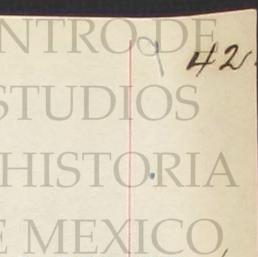 NTRO DE
42
STUDIOS
HISTORIA
E MEXICO